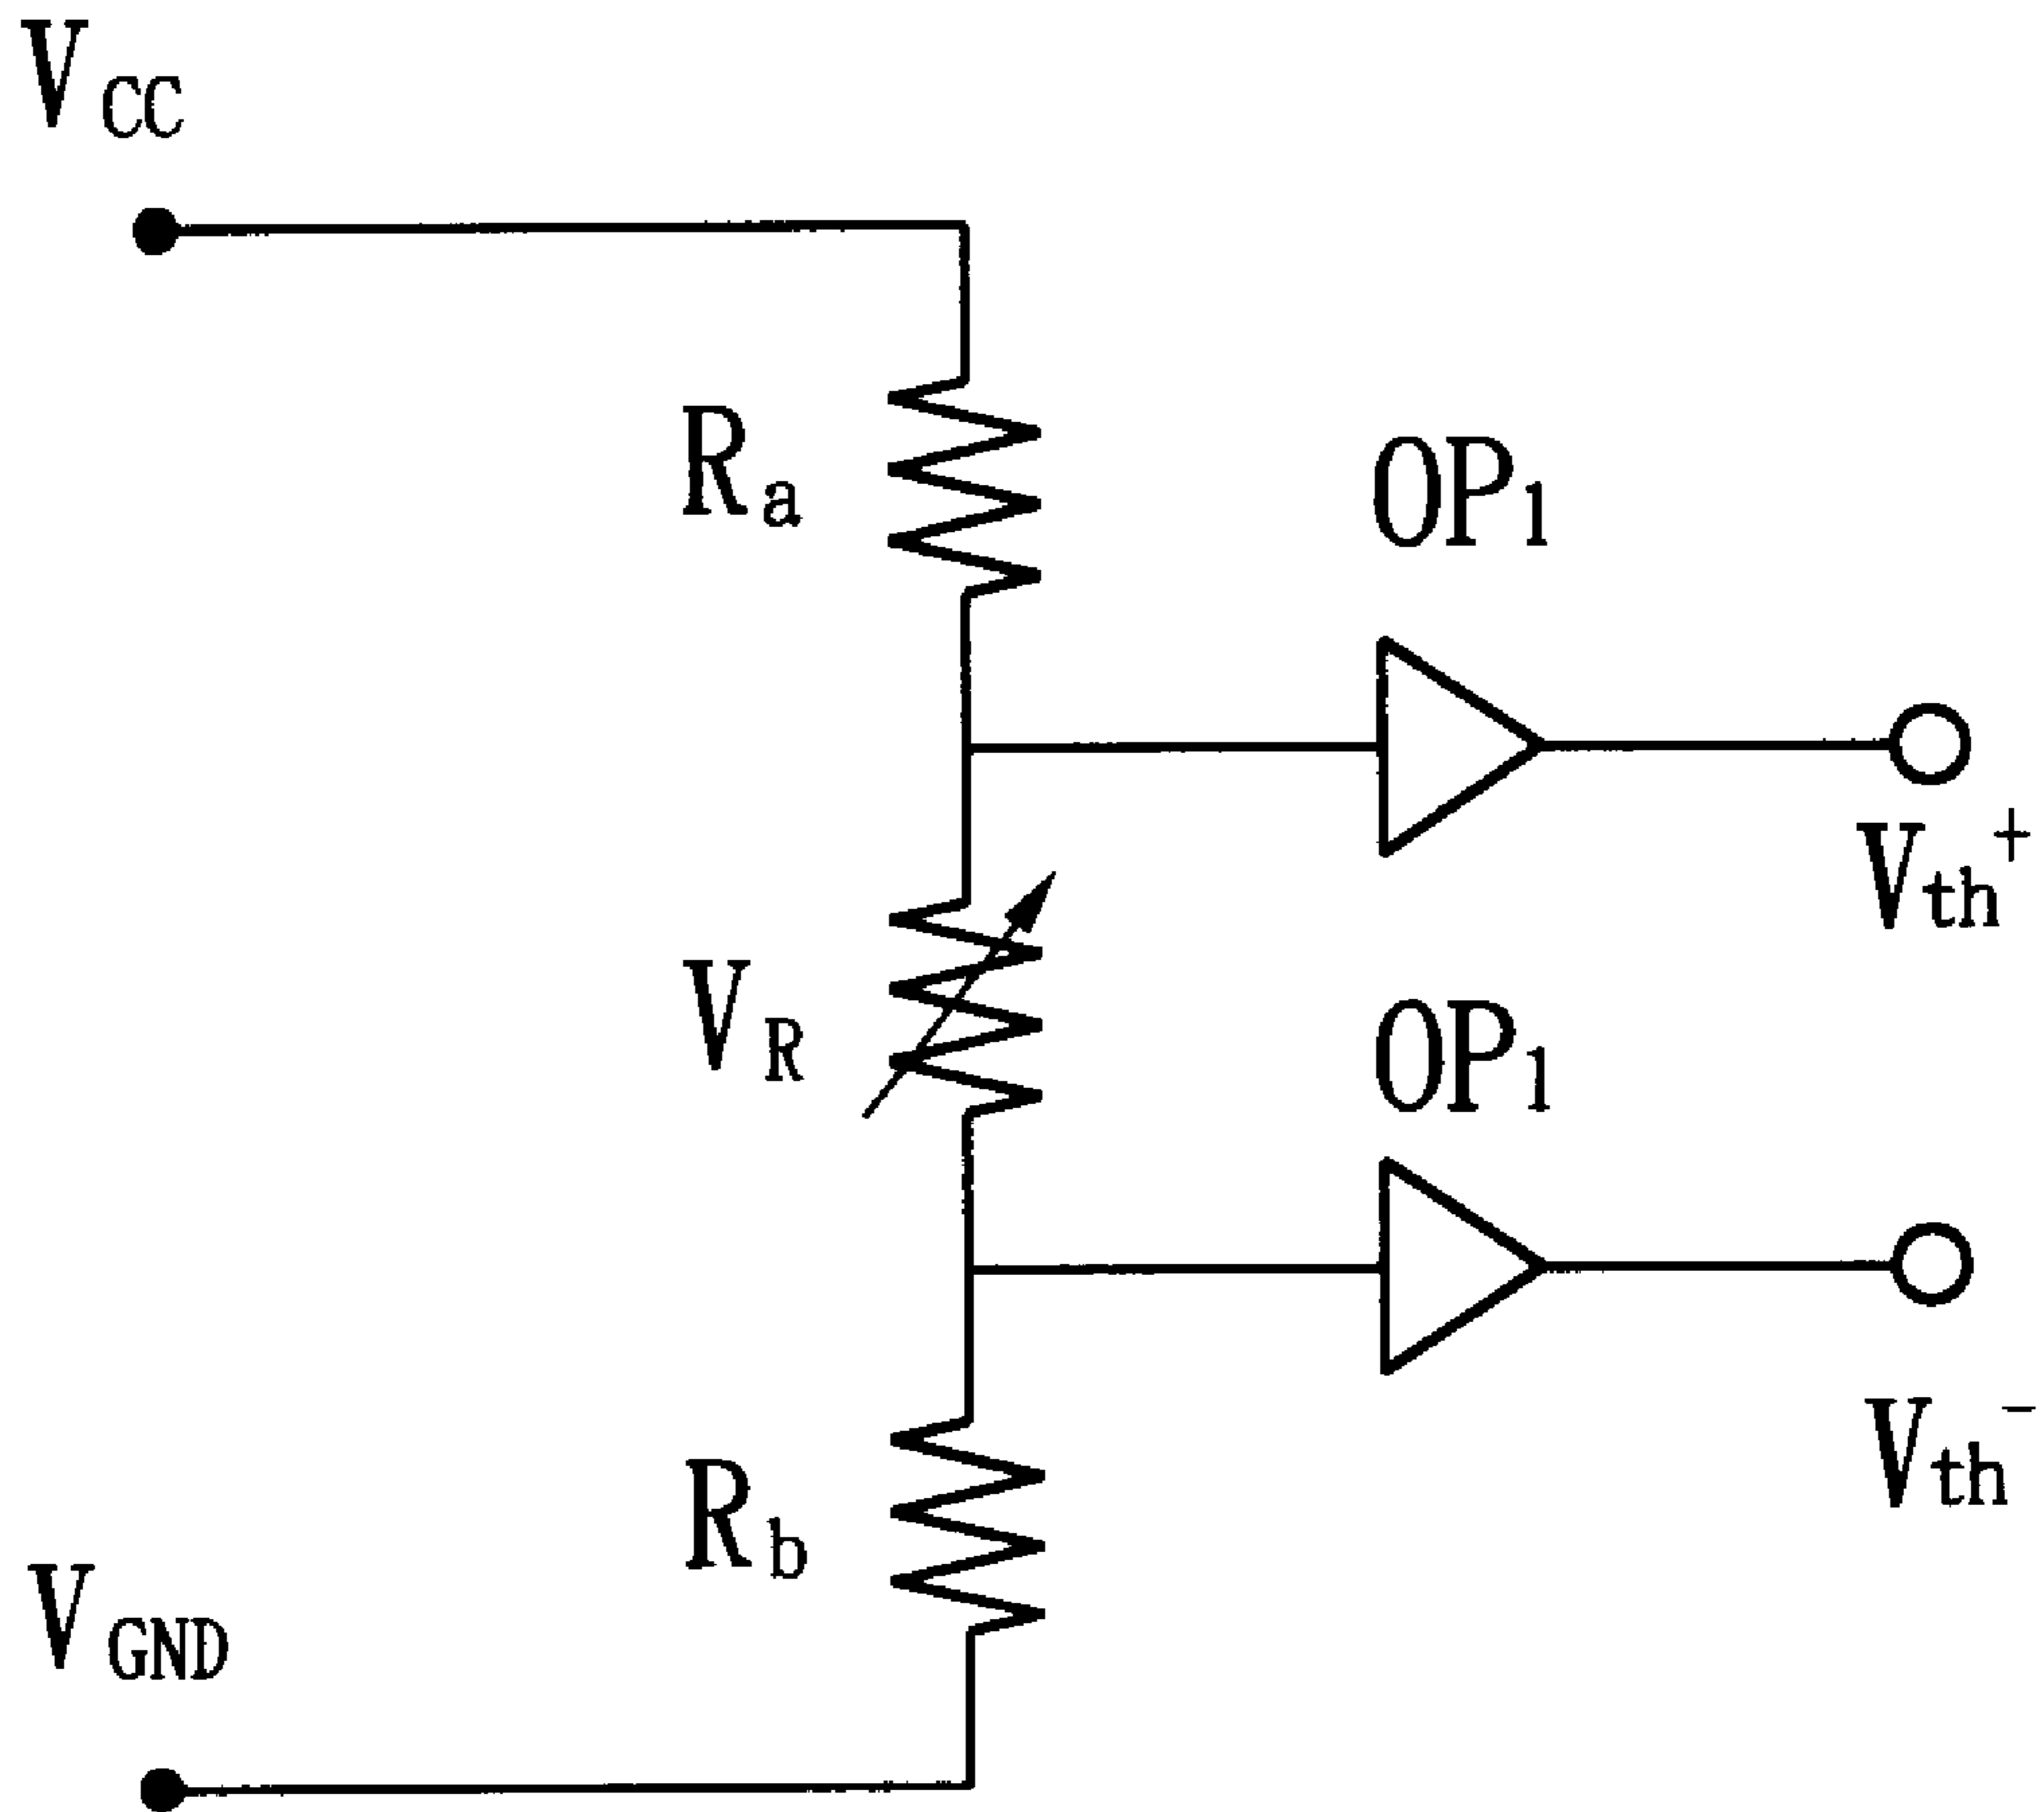 VCC
Ra
OP1
Vth+
VR
OP1
Vth-
Rb
VGND